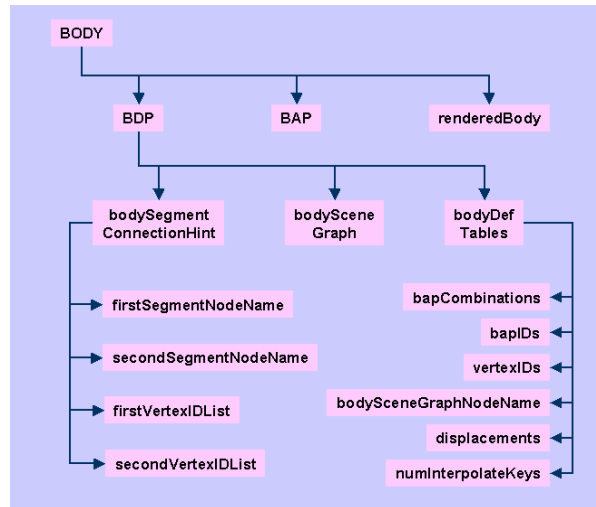 BODY
BDP
BAP
renderedBody
bodySegment
ConnectionHint
bodyScene
Graph
bodyDef
Tables
firstSegmentNodeName
secondSegmentNodeName
firstVertexIDList
secondVertexIDList
bapCombinations
bapIDs
vertexIDs
bodySceneGraphNodeName
displacements
numInterpolateKeys